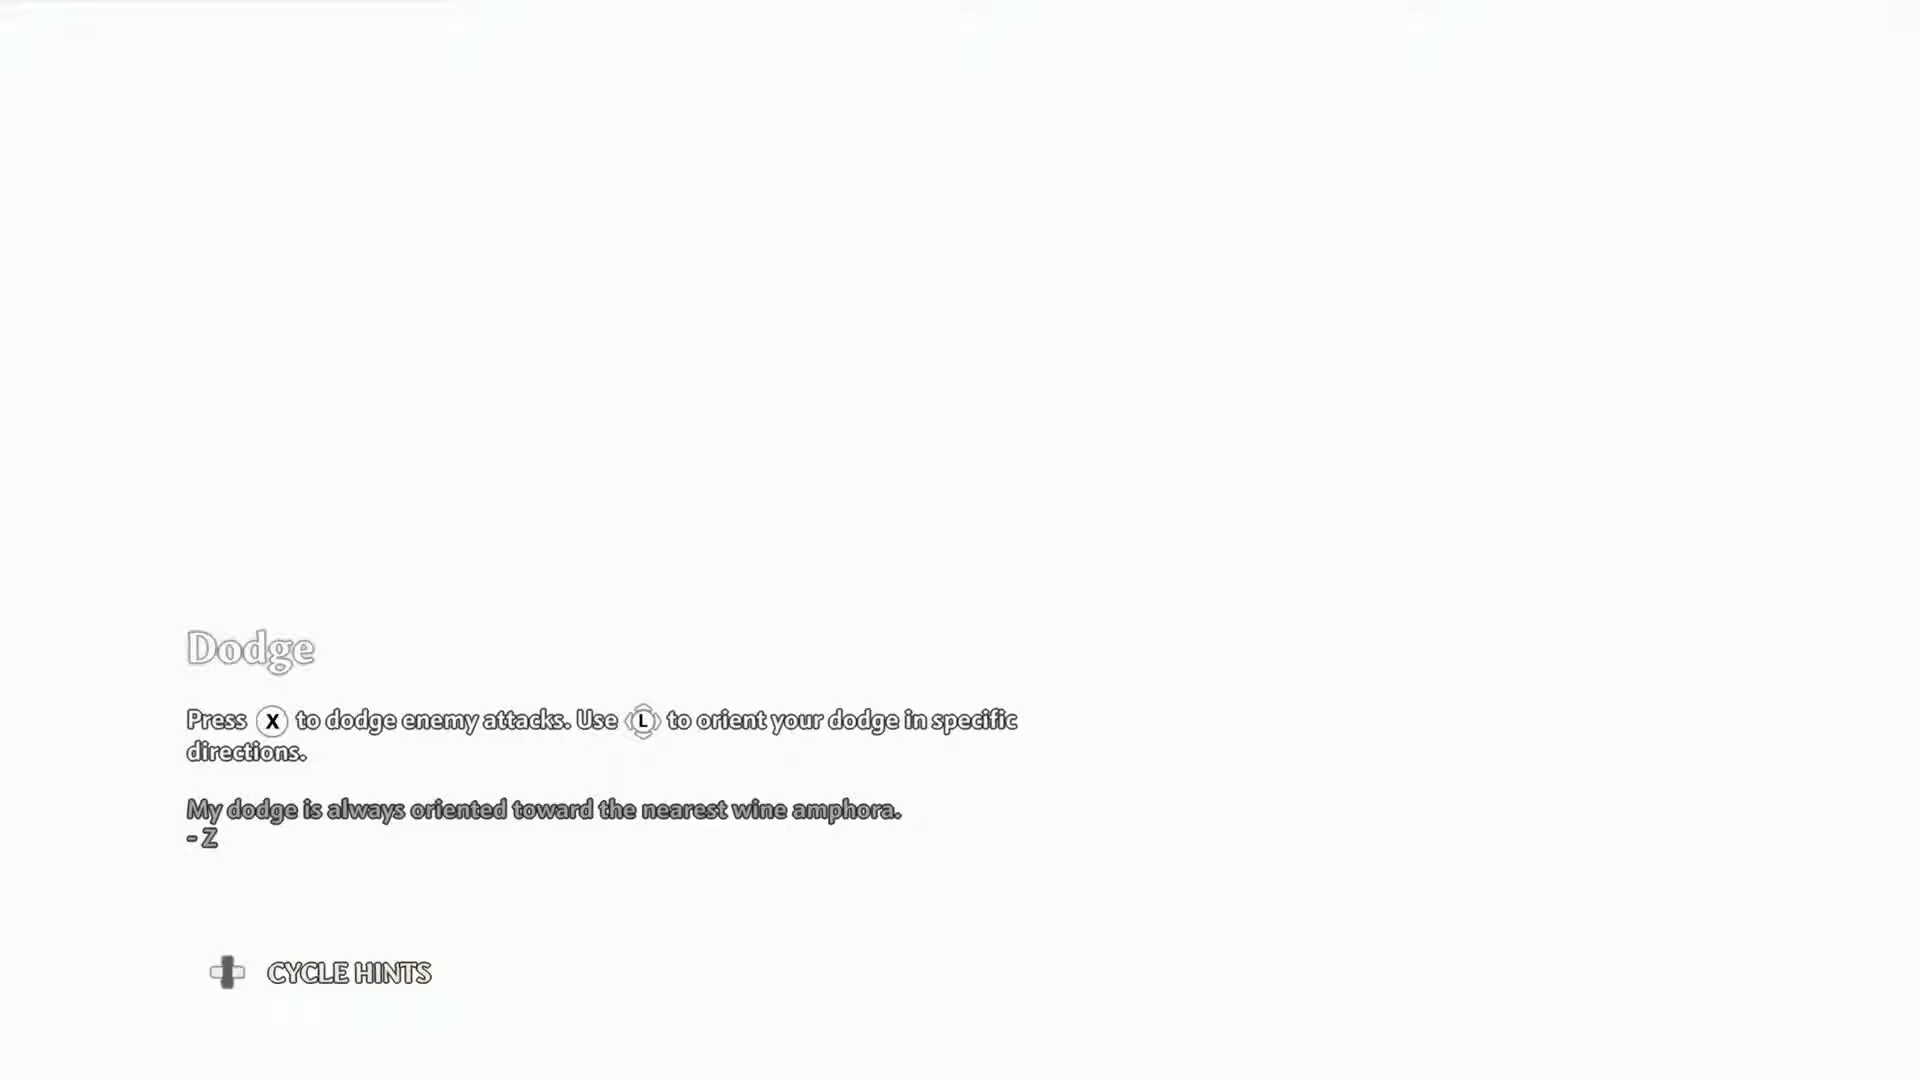 Dodge
Press X to dodge enemy attacks. Use L to orient your dodge in specific
directions.
My dodge is always oriented toward the nearest wine amphora.
- Z
CYCLE HINTS